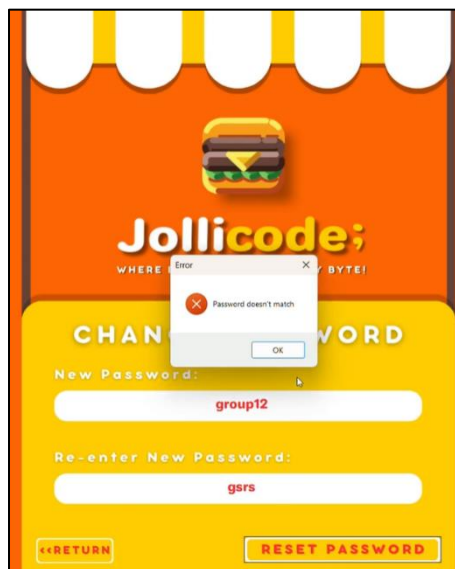 Jollicode;
WHERE BYTE!
Error
Password doesn't match
OK
CHAN WORD
New Password:
group12
Re-enter New Password:
gsrs
<<RETURN
RESET PASSWORD